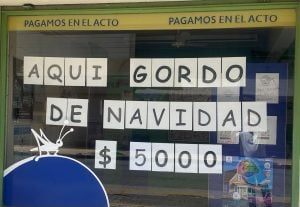 PAGAMOS EN EL ACTO PAGAMOS EN EL ACTO
AQUI GORDO
DE NAVIDAD
$ 5000